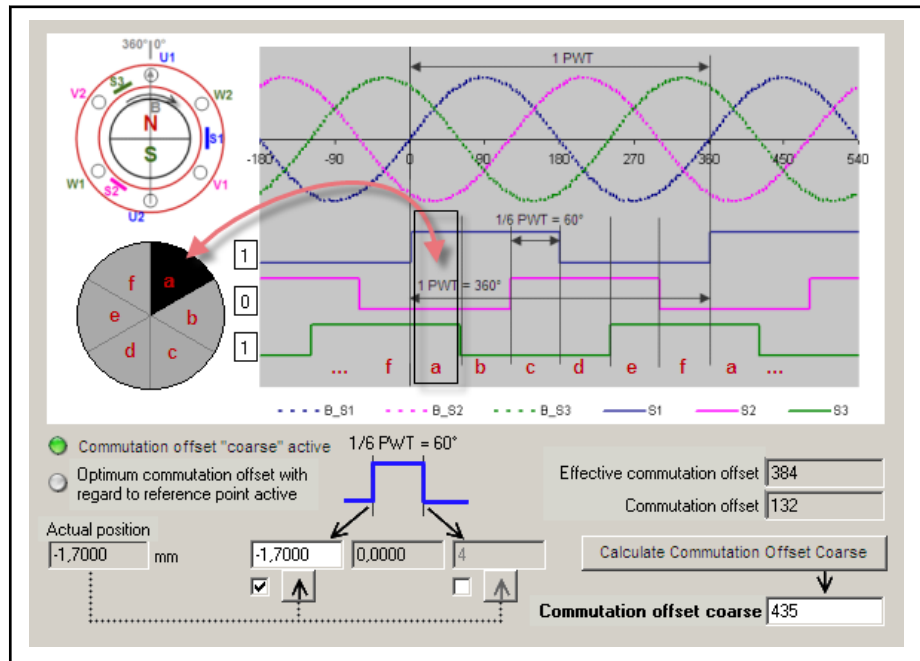 360° 0°
U1
S3
V2
W2
B
N
S1
S
W1
V1
S2
U2
1 PWT
-180 -90 0 90 180 270 360 450 540
1/6 PWT = 60°
1
0
1 PWT = 360°
1
f a
e b
d c
... f a b c d e f a ...
B_S1 B_S2 B_S3 S1 S2 S3
Commutation offset "coarse" active
1/6 PWT = 60°
Optimum commutation offset with
regard to reference point active
Effective commutation offset 384
Commutation offset 132
Actual position
-1,7000 mm
-1,7000 0,0000 4
Calculate Commutation Offset Coarse
Commutation offset coarse 435